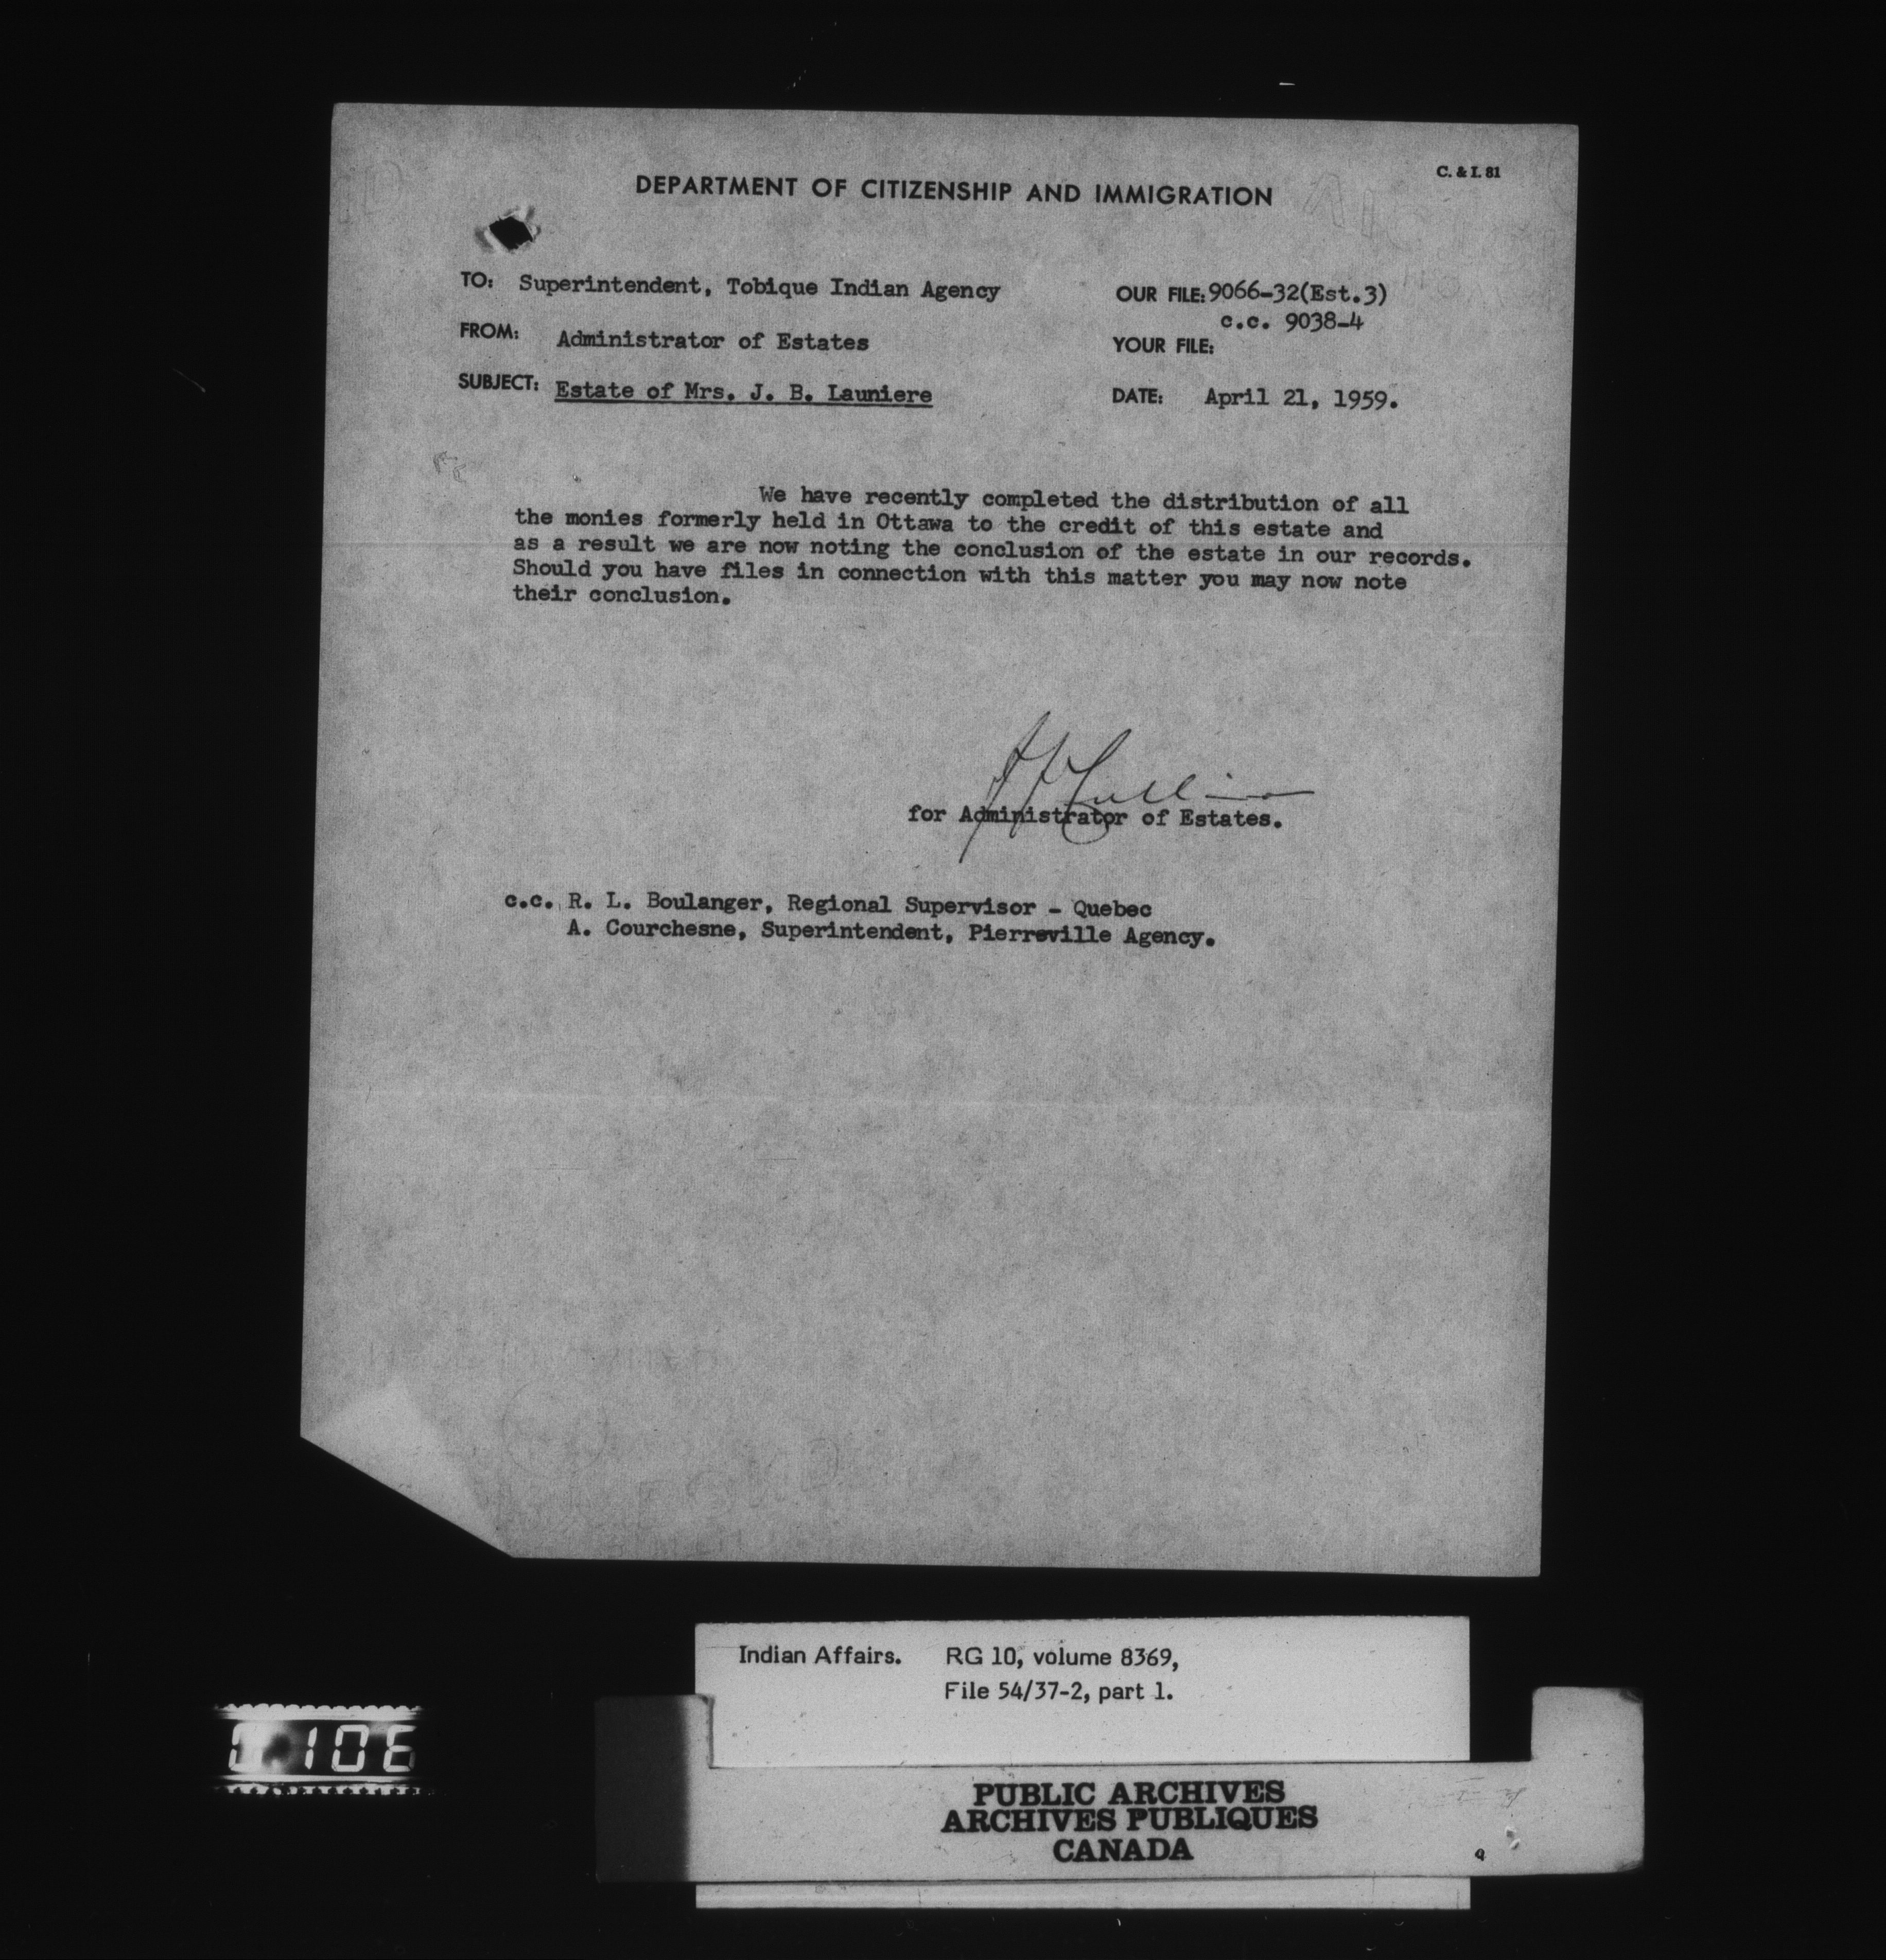 C. & I. 81
DEPARTMENT OF CITIZENSHIP AND IMMIGRATION
TO: Superintendent, Tobique Indian Agency
OUR FILE: 9066-32(Est.3)
c.c. 9038-4
FROM: Administrator of Estates
YOUR FILE:
SUBJECT: Estate of Mrs. J. B. Launiere
DATE: April 21, 1959.
We have recently completed the distribution of all
the monies formerly held in Ottawa to the credit of this estate and
as a result we are now noting the conclusion of the estate in our records.
Should you have files in connection with this matter you may now note
their conclusion.
for Administrator of Estates.
c.c. R. L. Boulanger, Regional Supervisor - Quebec
A. Courchesne, Superintendent, Pierreville Agency.
Indian Affairs. RG 10, volume 8369,
File 54/37-2, part 1.
PUBLIC ARCHIVES
ARCHIVES PUBLIQUES
CANADA